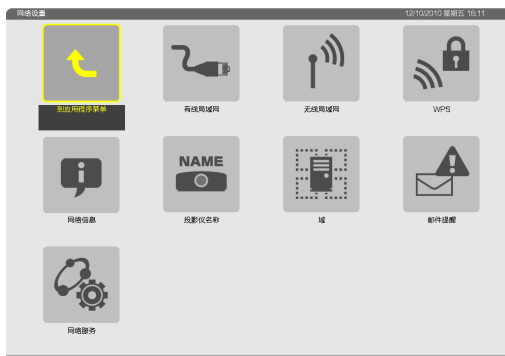 网络设置
12/10/2010 星期五 16:11
到应用程序菜单
有线局域网
无线局域网
WPS
网络信息
NAME
投影仪名称
域
邮件提醒
网络服务